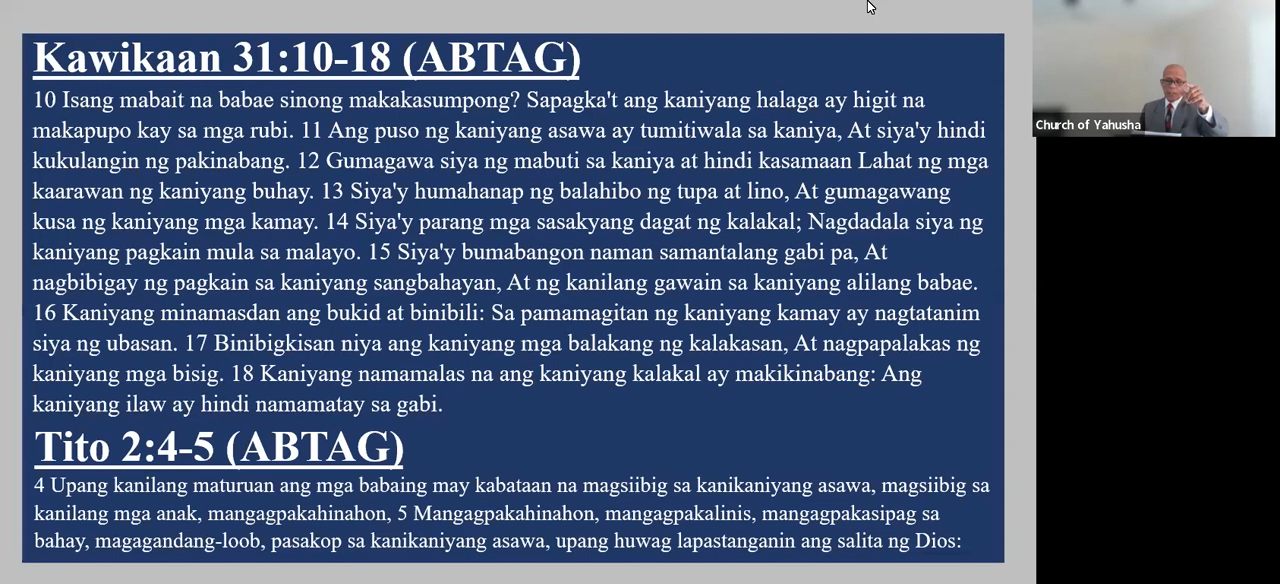 Kawikaan 31:10-18 (ABTAG)
10 Isang mabait na babae sinong makakasumpong? Sapagka't ang kaniyang halaga ay higit na
makapupo kay sa mga rubi. 11 Ang puso ng kaniyang asawa ay tumitiwala sa kaniya, At siya'y hindi
kukulangin ng pakinabang. 12 Gumagawa siya ng mabuti sa kaniya at hindi kasamaan Lahat ng mga
kaarawan ng kaniyang buhay. 13 Siya'y humahanap ng balahibo ng tupa at lino, At gumagawang
kusa ng kaniyang mga kamay. 14 Siya'y parang mga sasakyang dagat ng kalakal; Nagdadala siya ng
kaniyang pagkain mula sa malayo. 15 Siya'y bumabangon naman samantalang gabi pa, At
nagbibigay ng pagkain sa kaniyang sangbahayan, At ng kanilang gawain sa kaniyang alilang babae.
16 Kaniyang minamasdan ang bukid at binibili: Sa pamamagitan ng kaniyang kamay ay nagtatanim
siya ng ubasan. 17 Binibigkisan niya ang kaniyang mga balakang ng kalakasan, At nagpapalakas ng
kaniyang mga bisig. 18 Kaniyang namamalas na ang kaniyang kalakal ay makikinabang: Ang
kaniyang ilaw ay hindi namamatay sa gabi.
Tito 2:4-5 (ABTAG)
4 Upang kanilang maturuan ang mga babaing may kabataan na magsiibig sa kanikaniyang asawa, magsiibig sa
kanilang mga anak, mangagpakahinahon, 5 Mangagpakahinahon, mangagpakalinis, mangagpakasipag sa
bahay, magagandang-loob, pasakop sa kanikaniyang asawa, upang huwag lapastanganin ang salita ng Dios:
Church of Yahusha